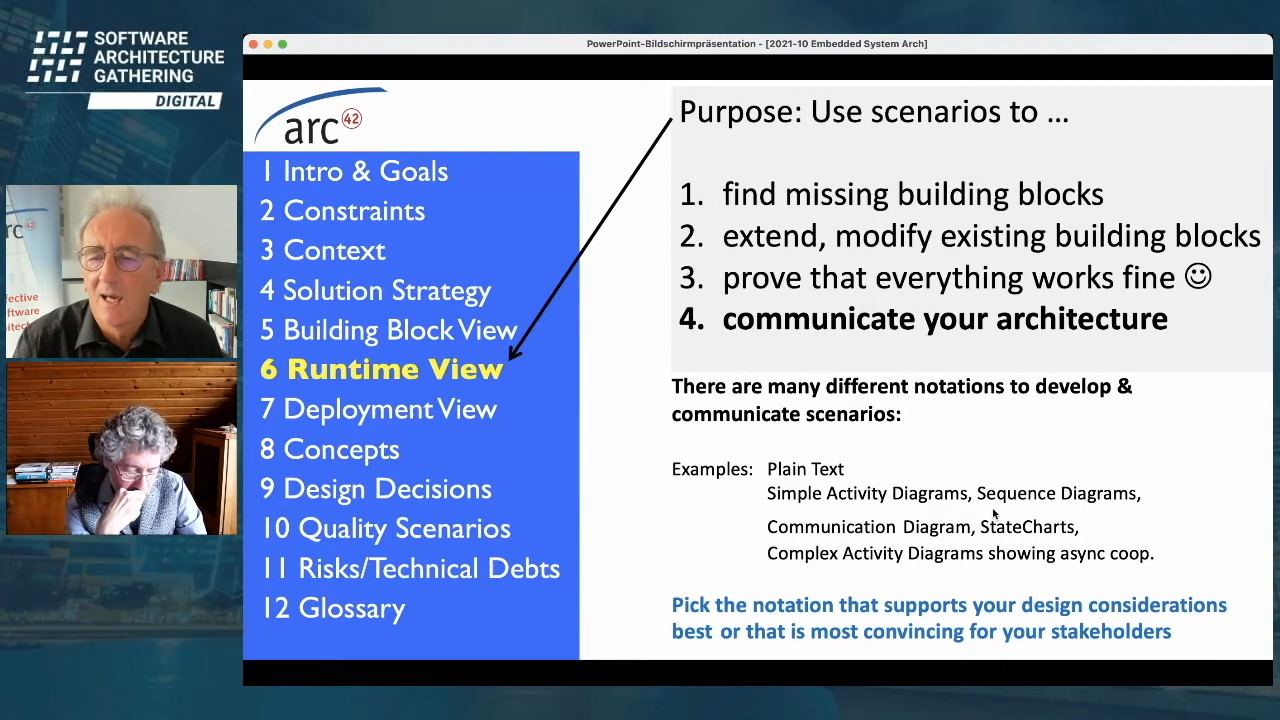 SOFTWARE
ARCHITECTURE
GATHERING
DIGITAL
PowerPoint-Bildschirmpräsentation - [2021-10 Embedded System Arch]
arc 42
1 Intro & Goals
2 Constraints
3 Context
4 Solution Strategy
5 Building Block View
6 Runtime View
7 Deployment View
8 Concepts
9 Design Decisions
10 Quality Scenarios
11 Risks/Technical Debts
12 Glossary
Purpose: Use scenarios to ...
1. find missing building blocks
2. extend, modify existing building blocks
3. prove that everything works fine ☺
4. communicate your architecture
There are many different notations to develop &
communicate scenarios:
Examples: Plain Text
Simple Activity Diagrams, Sequence Diagrams,
Communication Diagram, StateCharts,
Complex Activity Diagrams showing async coop.
Pick the notation that supports your design considerations
best or that is most convincing for your stakeholders